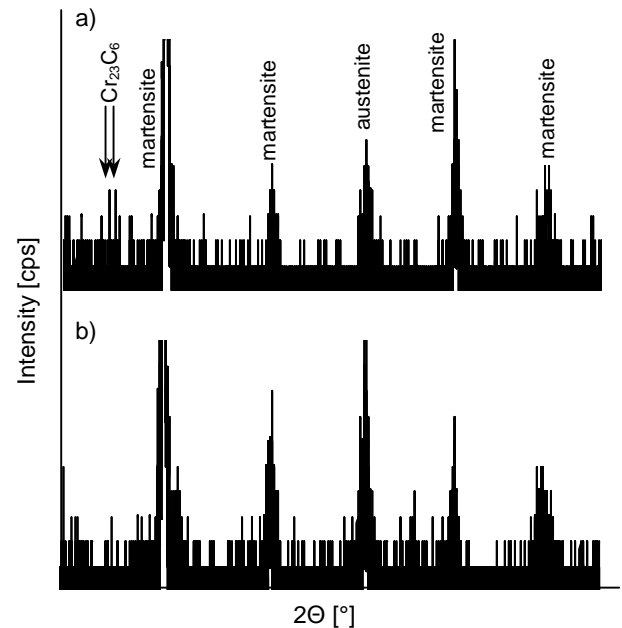 a)
Cr₂₃C₆
martensite
martensite
austenite
martensite
martensite
Intensity [cps]
b)
2Θ [°]